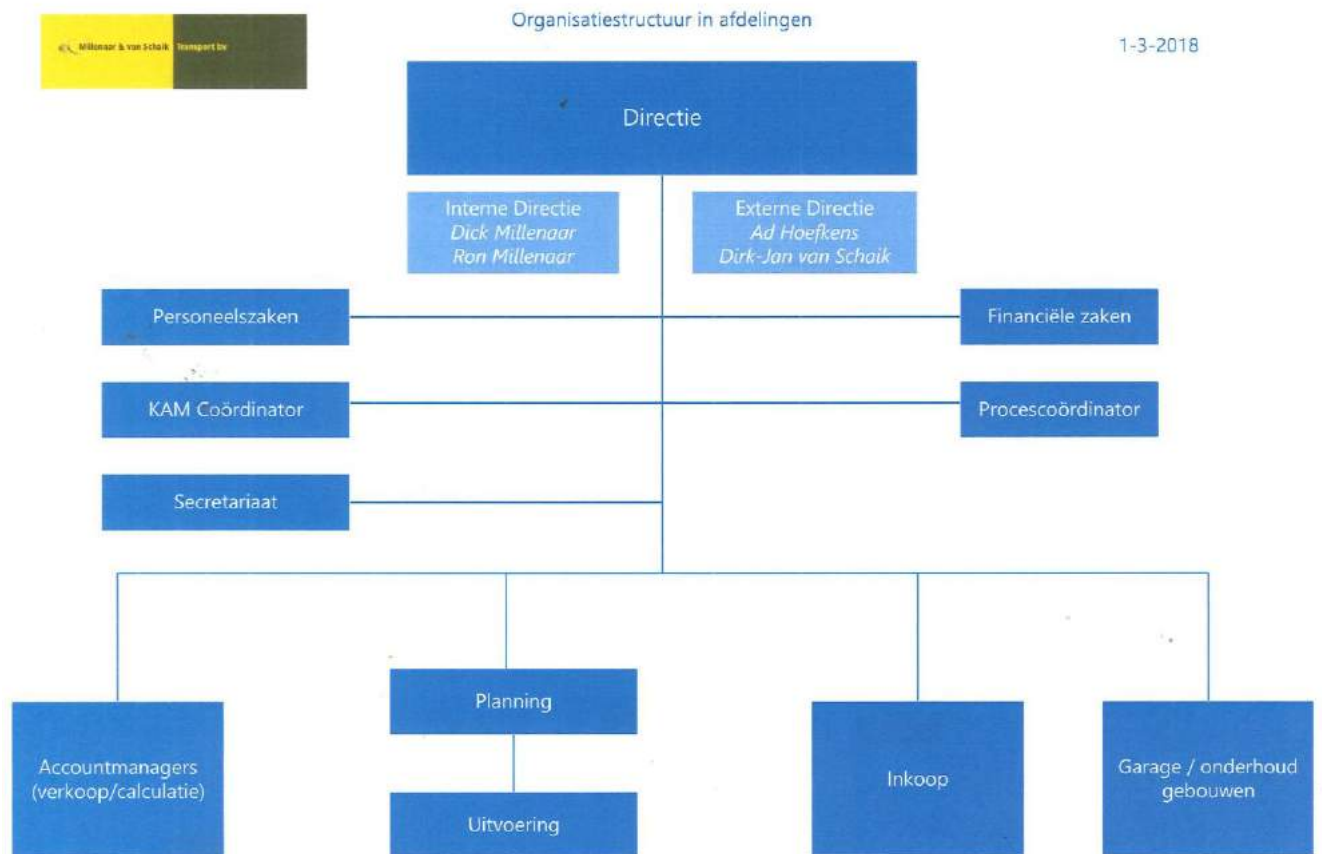 Organisatiestructuur in afdelingen
Millenaar & van Schaik Transport bv
1-3-2018
Directie
Interne Directie
Dick Millenaar
Ron Millenaar
Externe Directie
Ad Hoefkens
Dirk-Jan van Schaik
Personeelszaken
Financiële zaken
KAM Coördinator
Procescoördinator
Secretariaat
Planning
Accountmanagers
(verkoop/calculatie)
Inkoop
Garage / onderhoud
gebouwen
Uitvoering